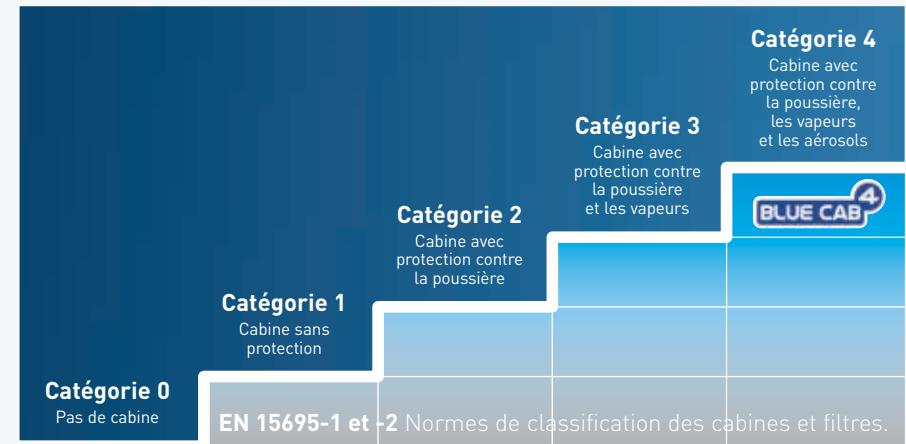 Catégorie 4
Cabine avec
protection contre
la poussière,
les vapeurs
et les aérosols
Catégorie 3
Cabine avec
protection contre
la poussière
et les vapeurs
BLUE CAB 4
Catégorie 2
Cabine avec
protection contre
la poussière
Catégorie 1
Cabine sans
protection
Catégorie 0
Pas de cabine
EN 15695-1 et -2 Normes de classification des cabines et filtres.